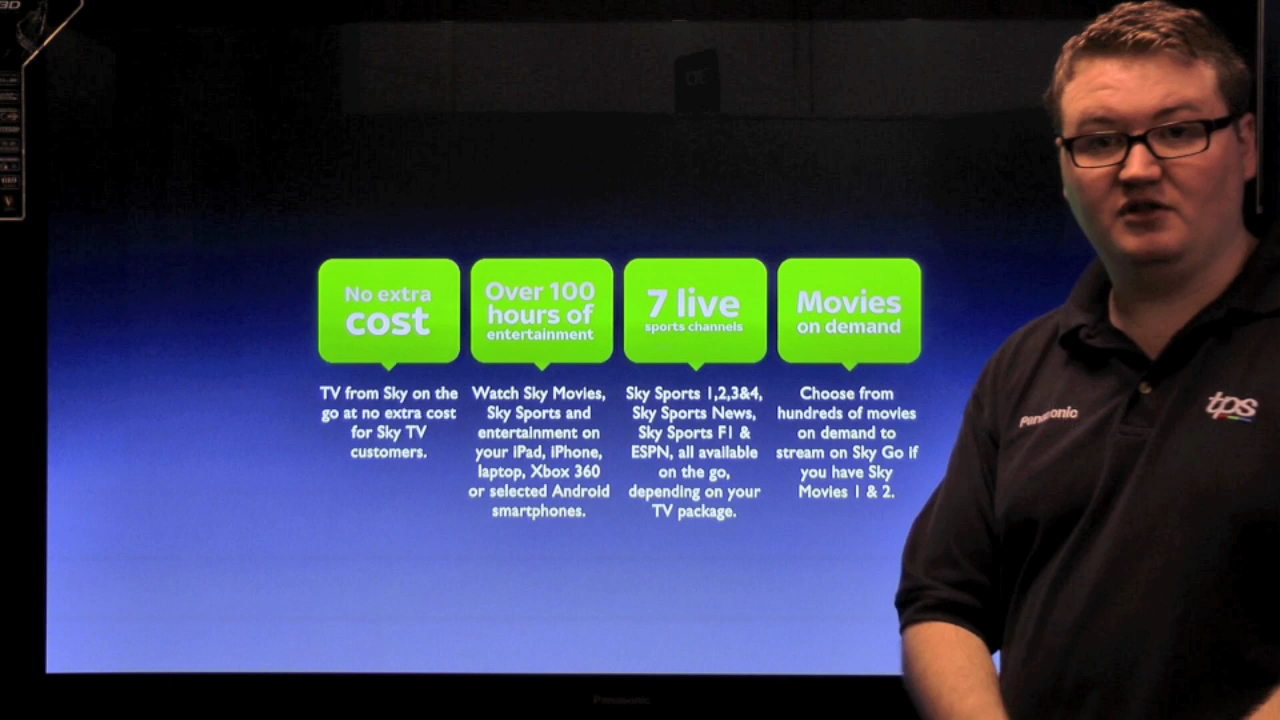 3D
No extra
cost
TV from Sky on the
go at no extra cost
for Sky TV
customers.
Over 100
hours of
entertainment
Watch Sky Movies,
Sky Sports and
entertainment on
your iPad, iPhone,
laptop, Xbox 360
or selected Android
smartphones.
7 live
sports channels
Sky Sports 1,2,3&4,
Sky Sports News,
Sky Sports F1 &
ESPN, all available
on the go,
depending on your
TV package.
Movies
on demand
Choose from
hundreds of movies
on demand to
stream on Sky Go if
you have Sky
Movies 1 & 2.
Panasonic
tps
Panasonic